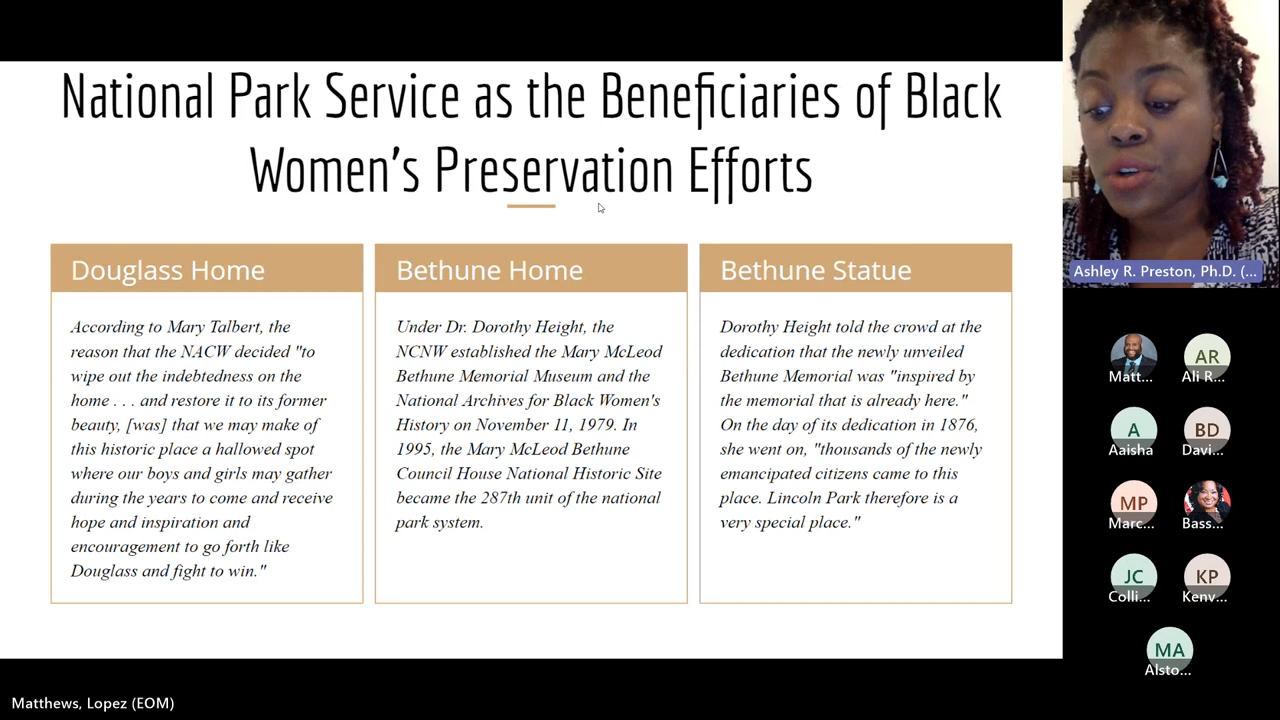 National Park Service as the Beneficiaries of Black
Women's Preservation Efforts
Douglass Home
According to Mary Talbert, the
reason that the NACW decided "to
wipe out the indebtedness on the
home . . . and restore it to its former
beauty, [was] that we may make of
this historic place a hallowed spot
where our boys and girls may gather
during the years to come and receive
hope and inspiration and
encouragement to go forth like
Douglass and fight to win."
Bethune Home
Under Dr. Dorothy Height, the
NCNW established the Mary McLeod
Bethune Memorial Museum and the
National Archives for Black Women's
History on November 11, 1979. In
1995, the Mary McLeod Bethune
Council House National Historic Site
became the 287th unit of the national
park system.
Bethune Statue
Dorothy Height told the crowd at the
dedication that the newly unveiled
Bethune Memorial was "inspired by
the memorial that is already here."
On the day of its dedication in 1876,
she went on, "thousands of the newly
emancipated citizens came to this
place. Lincoln Park therefore is a
very special place."
Ashley R. Preston, Ph.D. (...
Matt...
AR
Ali R...
A
Aaisha
BD
Davi...
MP
Marc...
Bass...
JC
Colli...
KP
Kenv...
MA
Alsto...
Matthews, Lopez (EOM)